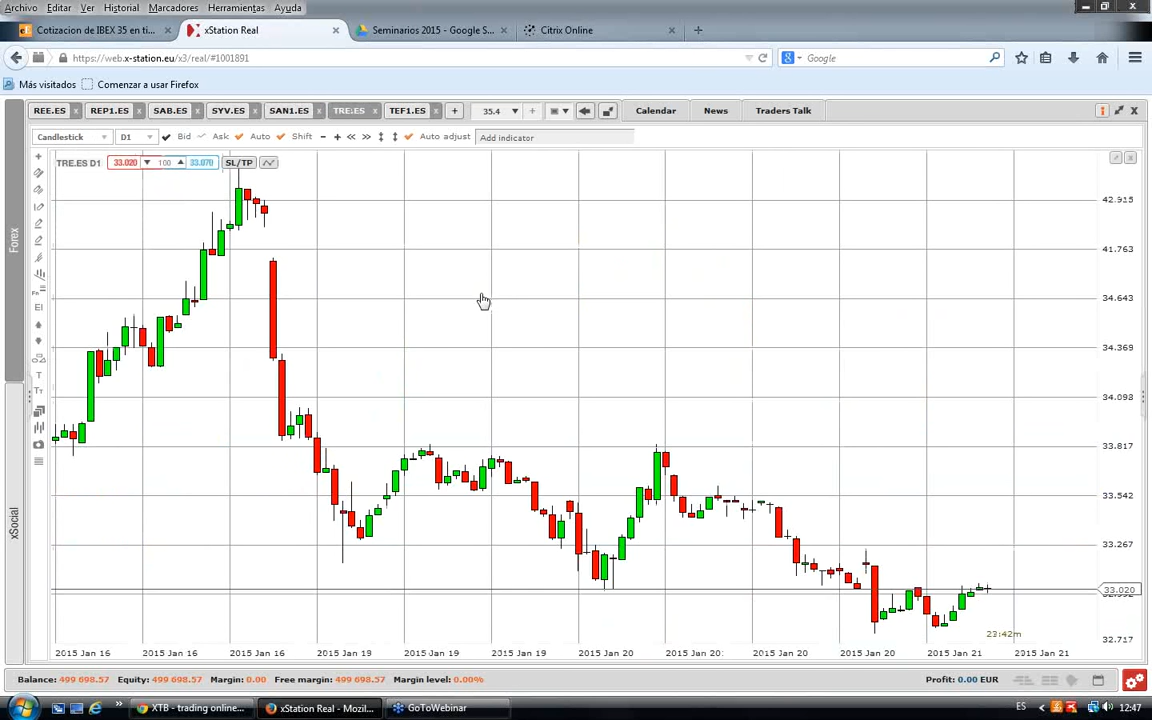 Archivo Editar Ver Historial Marcadores Herramientas Ayuda
Cotizacion de IBEX 35 en ti... xStation Real Seminarios 2015 - Google S... Citrix Online
https://web.x-station.eu/x3/real/#1001891 Google
Más visitados Comenzar a usar Firefox
REE.ES REP1.ES SAB.ES SYV.ES SAN1.ES TRE.ES TEF1.ES 35.4 Calendar News Traders Talk
Candlestick D1 Bid Ask Auto Shift Auto adjust Add indicator
TRE.ES D1 33.020 100 33.070 SL/TP
Forex
xSocial
42.915
41.763
34.643
34.369
34.098
33.817
33.542
33.267
33.020
32.717
23:42m
2015 Jan 16 2015 Jan 16 2015 Jan 16 2015 Jan 19 2015 Jan 19 2015 Jan 19 2015 Jan 20 2015 Jan 20: 2015 Jan 20 2015 Jan 20 2015 Jan 21 2015 Jan 21
Balance: 499 698.57 Equity: 499 698.57 Margin: 0.00 Free margin: 499 698.57 Margin level: 0.00% Profit: 0.00 EUR
XTB - trading online... xStation Real - Mozil... GoToWebinar ES 12:47